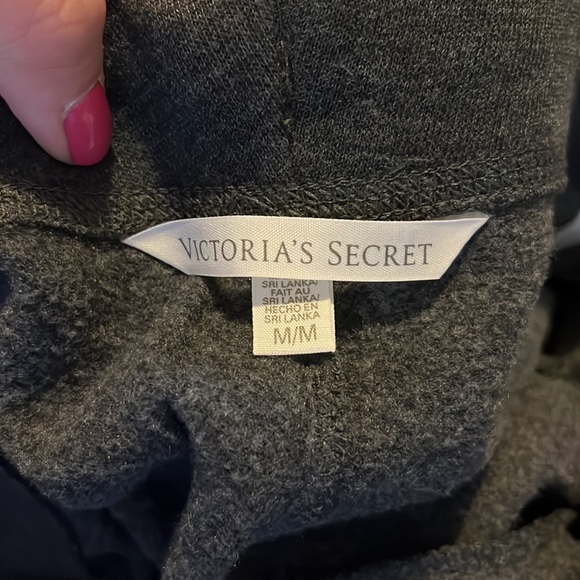 VICTORIA'S SECRET
SRI LANKA/
FAIT AU
SRI LANKA/
HECHO EN
SRI LANKA
M/M